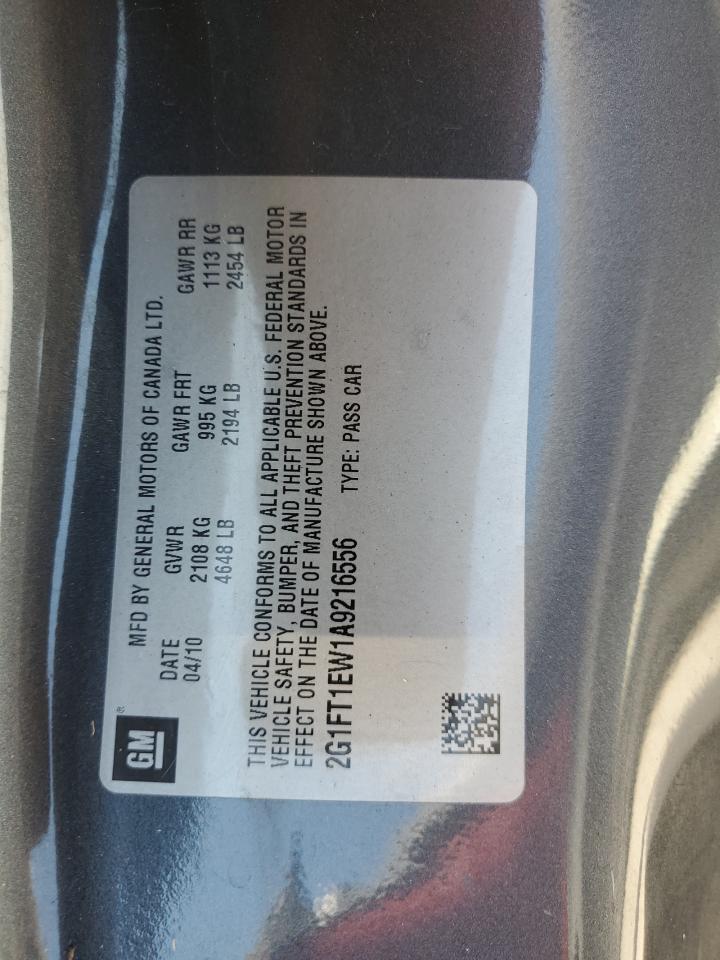 GM®
MFD BY GENERAL MOTORS OF CANADA LTD.
DATE GVWR GAWR FRT GAWR RR
04/10 2108 KG 995 KG 1113 KG
4648 LB 2194 LB 2454 LB
THIS VEHICLE CONFORMS TO ALL APPLICABLE U.S. FEDERAL MOTOR
VEHICLE SAFETY, BUMPER, AND THEFT PREVENTION STANDARDS IN
EFFECT ON THE DATE OF MANUFACTURE SHOWN ABOVE.
2G1FT1EW1A9216556 TYPE: PASS CAR